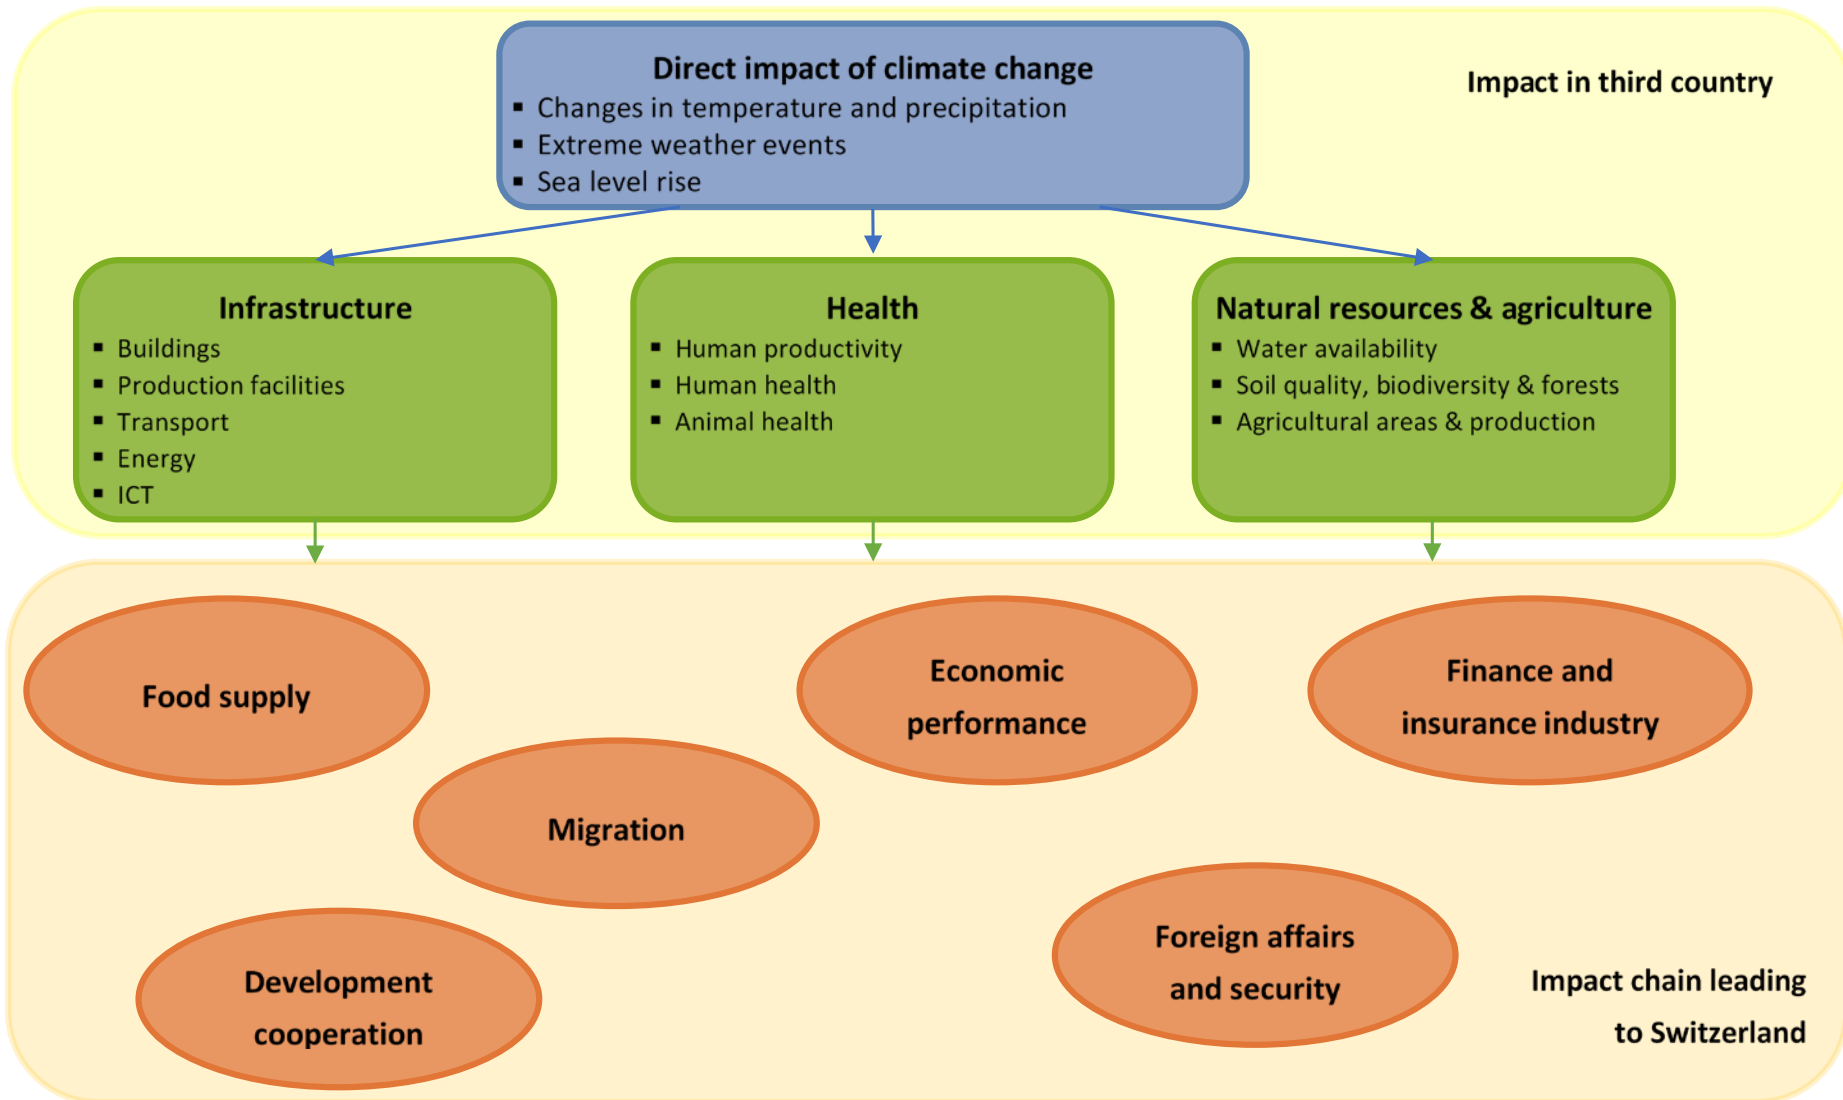 Direct impact of climate change
▪ Changes in temperature and precipitation
▪ Extreme weather events
▪ Sea level rise
Impact in third country
Infrastructure
▪ Buildings
▪ Production facilities
▪ Transport
▪ Energy
▪ ICT
Health
▪ Human productivity
▪ Human health
▪ Animal health
Natural resources & agriculture
▪ Water availability
▪ Soil quality, biodiversity & forests
▪ Agricultural areas & production
Food supply
Economic
performance
Finance and
insurance industry
Migration
Development
cooperation
Foreign affairs
and security
Impact chain leading
to Switzerland